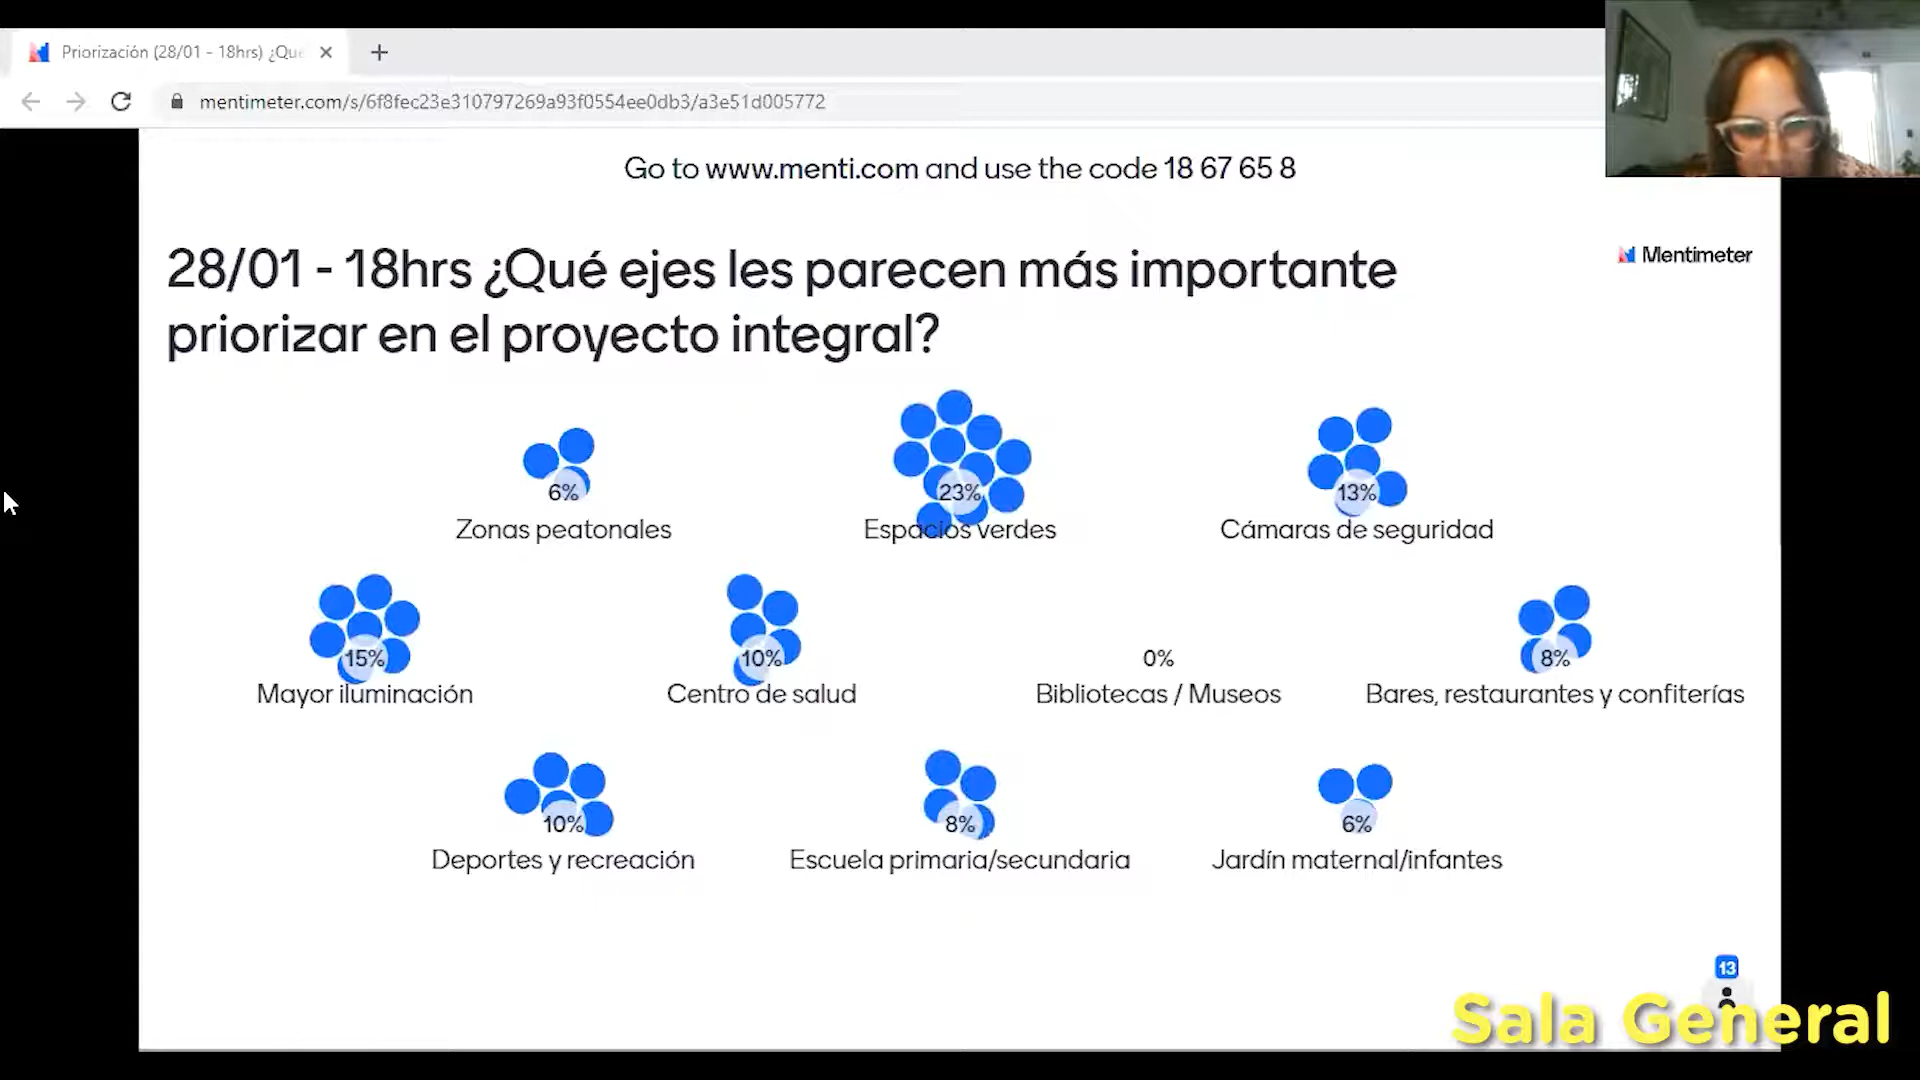 Priorización (28/01 - 18hrs) ¿Qué
mentimeter.com/s/6f8fec23e310797269a93f0554ee0db3/a3e51d005772
Go to www.menti.com and use the code 18 67 65 8
28/01 - 18hrs ¿Qué ejes les parecen más importante
priorizar en el proyecto integral?
Mentimeter
6%
Zonas peatonales
23%
Espacios verdes
13%
Cámaras de seguridad
15%
Mayor iluminación
10%
Centro de salud
0%
Bibliotecas / Museos
8%
Bares, restaurantes y confiterías
10%
Deportes y recreación
8%
Escuela primaria/secundaria
6%
Jardín maternal/infantes
13
Sala General